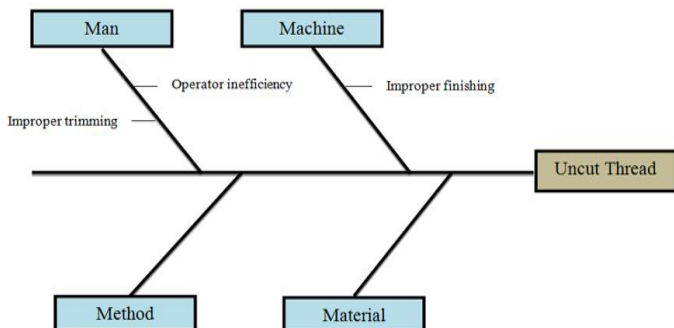 Man
Machine
Operator inefficiency
Improper finishing
Improper trimming
Uncut Thread
Method
Material